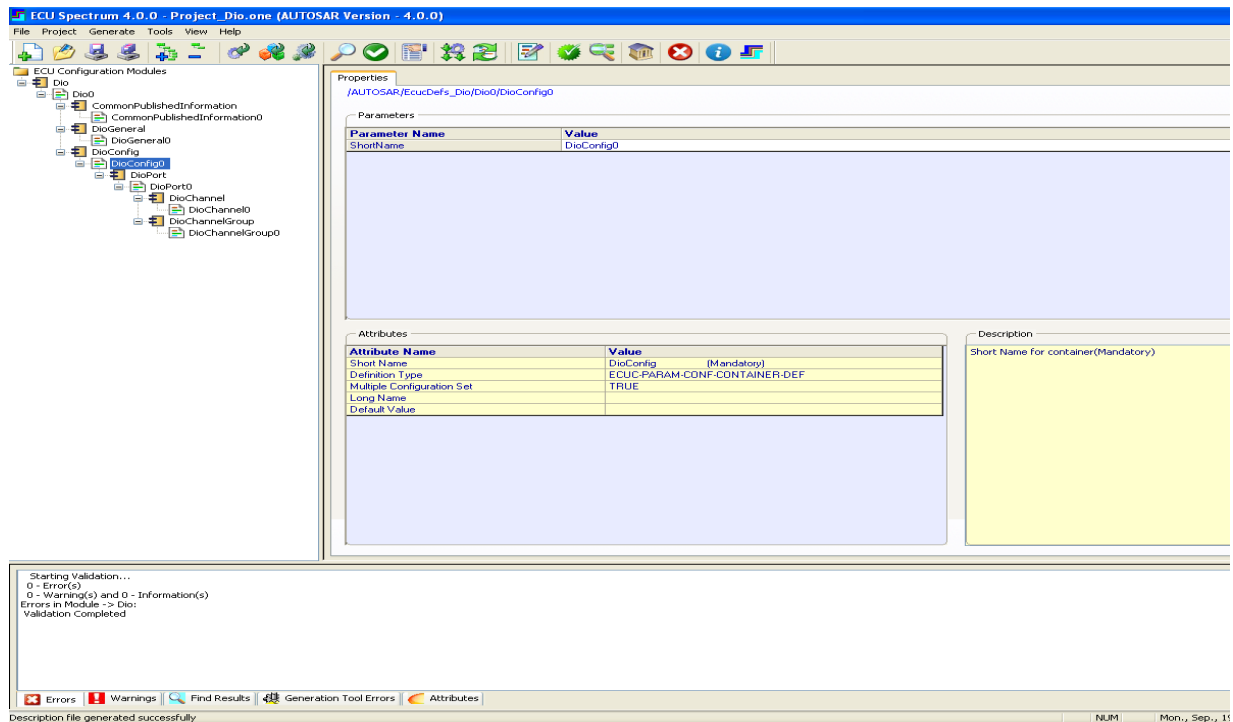 ECU Spectrum 4.0.0 - Project_Dio.one (AUTOSAR Version - 4.0.0)
File Project Generate Tools View Help
ECU Configuration Modules
Dio
Dio0
CommonPublishedInformation
CommonPublishedInformation0
DioGeneral
DioGeneral0
DioConfig
DioConfig0
DioPort
DioPort0
DioChannel
DioChannel0
DioChannelGroup
DioChannelGroup0
Properties
/AUTOSAR/EcucDefs_Dio/Dio0/DioConfig0
Parameters
Parameter Name Value
ShortName DioConfig0
Attributes
Attribute Name Value
Short Name DioConfig (Mandatory)
Definition Type ECUC-PARAM-CONF-CONTAINER-DEF
Multiple Configuration Set TRUE
Long Name
Default Value
Description
Short Name for container(Mandatory)
Starting Validation...
0 - Error(s)
0 - Warning(s) and 0 - Information(s)
Errors in Module -> Dio:
Validation Completed
Errors Warnings Find Results Generation Tool Errors Attributes
Description file generated successfully NUM Mon., Sep., 19